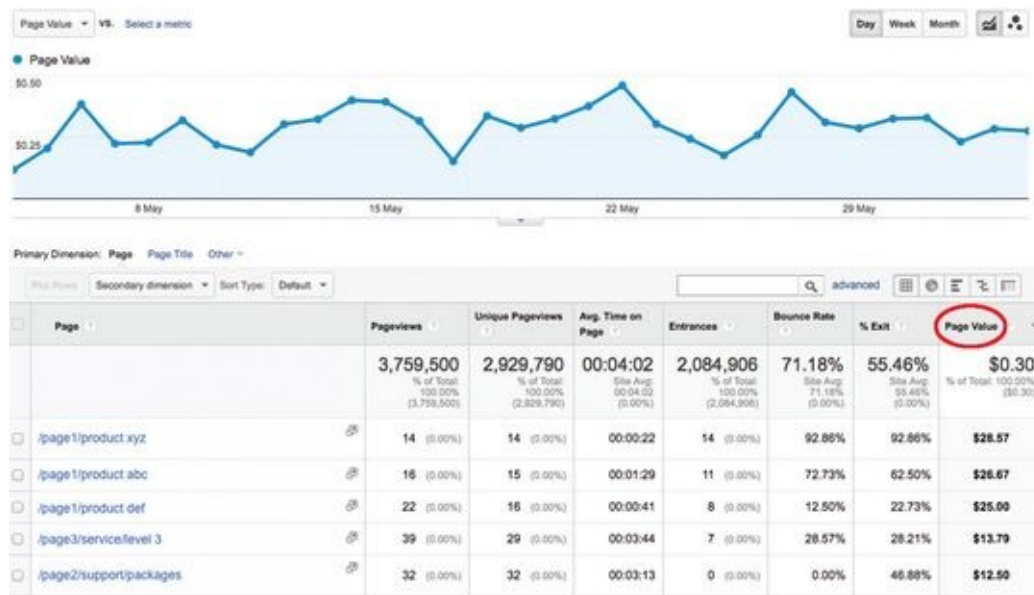 Page Value VS. Select a metric
Day Week Month
Page Value
$0.50
$0.25
8 May 15 May 22 May 29 May
Primary Dimension: Page Page Title Other
Plot Rows Secondary dimension Sort Type: Default advanced
Page Pageviews Unique Pageviews Avg. Time on Page Entrances Bounce Rate % Exit Page Value
3,759,500 2,929,790 00:04:02 2,084,906 71.18% 55.46% $0.30
% of Total: 100.00% (3,759,500) % of Total: 100.00% (2,929,790) Site Avg: 00:04:02 (0.00%) % of Total: 100.00% (2,084,906) Site Avg: 71.18% (0.00%) Site Avg: 55.46% (0.00%) % of Total: 100.00% ($0.30)
/page1/product xyz 14 (0.00%) 14 (0.00%) 00:00:22 14 (0.00%) 92.86% 92.86% $28.57
/page1/product abc 16 (0.00%) 15 (0.00%) 00:01:29 11 (0.00%) 72.73% 62.50% $26.67
/page1/product def 22 (0.00%) 16 (0.00%) 00:00:41 8 (0.00%) 12.50% 22.73% $25.00
/page3/service/level 3 39 (0.00%) 29 (0.00%) 00:03:44 7 (0.00%) 28.57% 28.21% $13.79
/page2/support/packages 32 (0.00%) 32 (0.00%) 00:03:13 0 (0.00%) 0.00% 46.88% $12.50